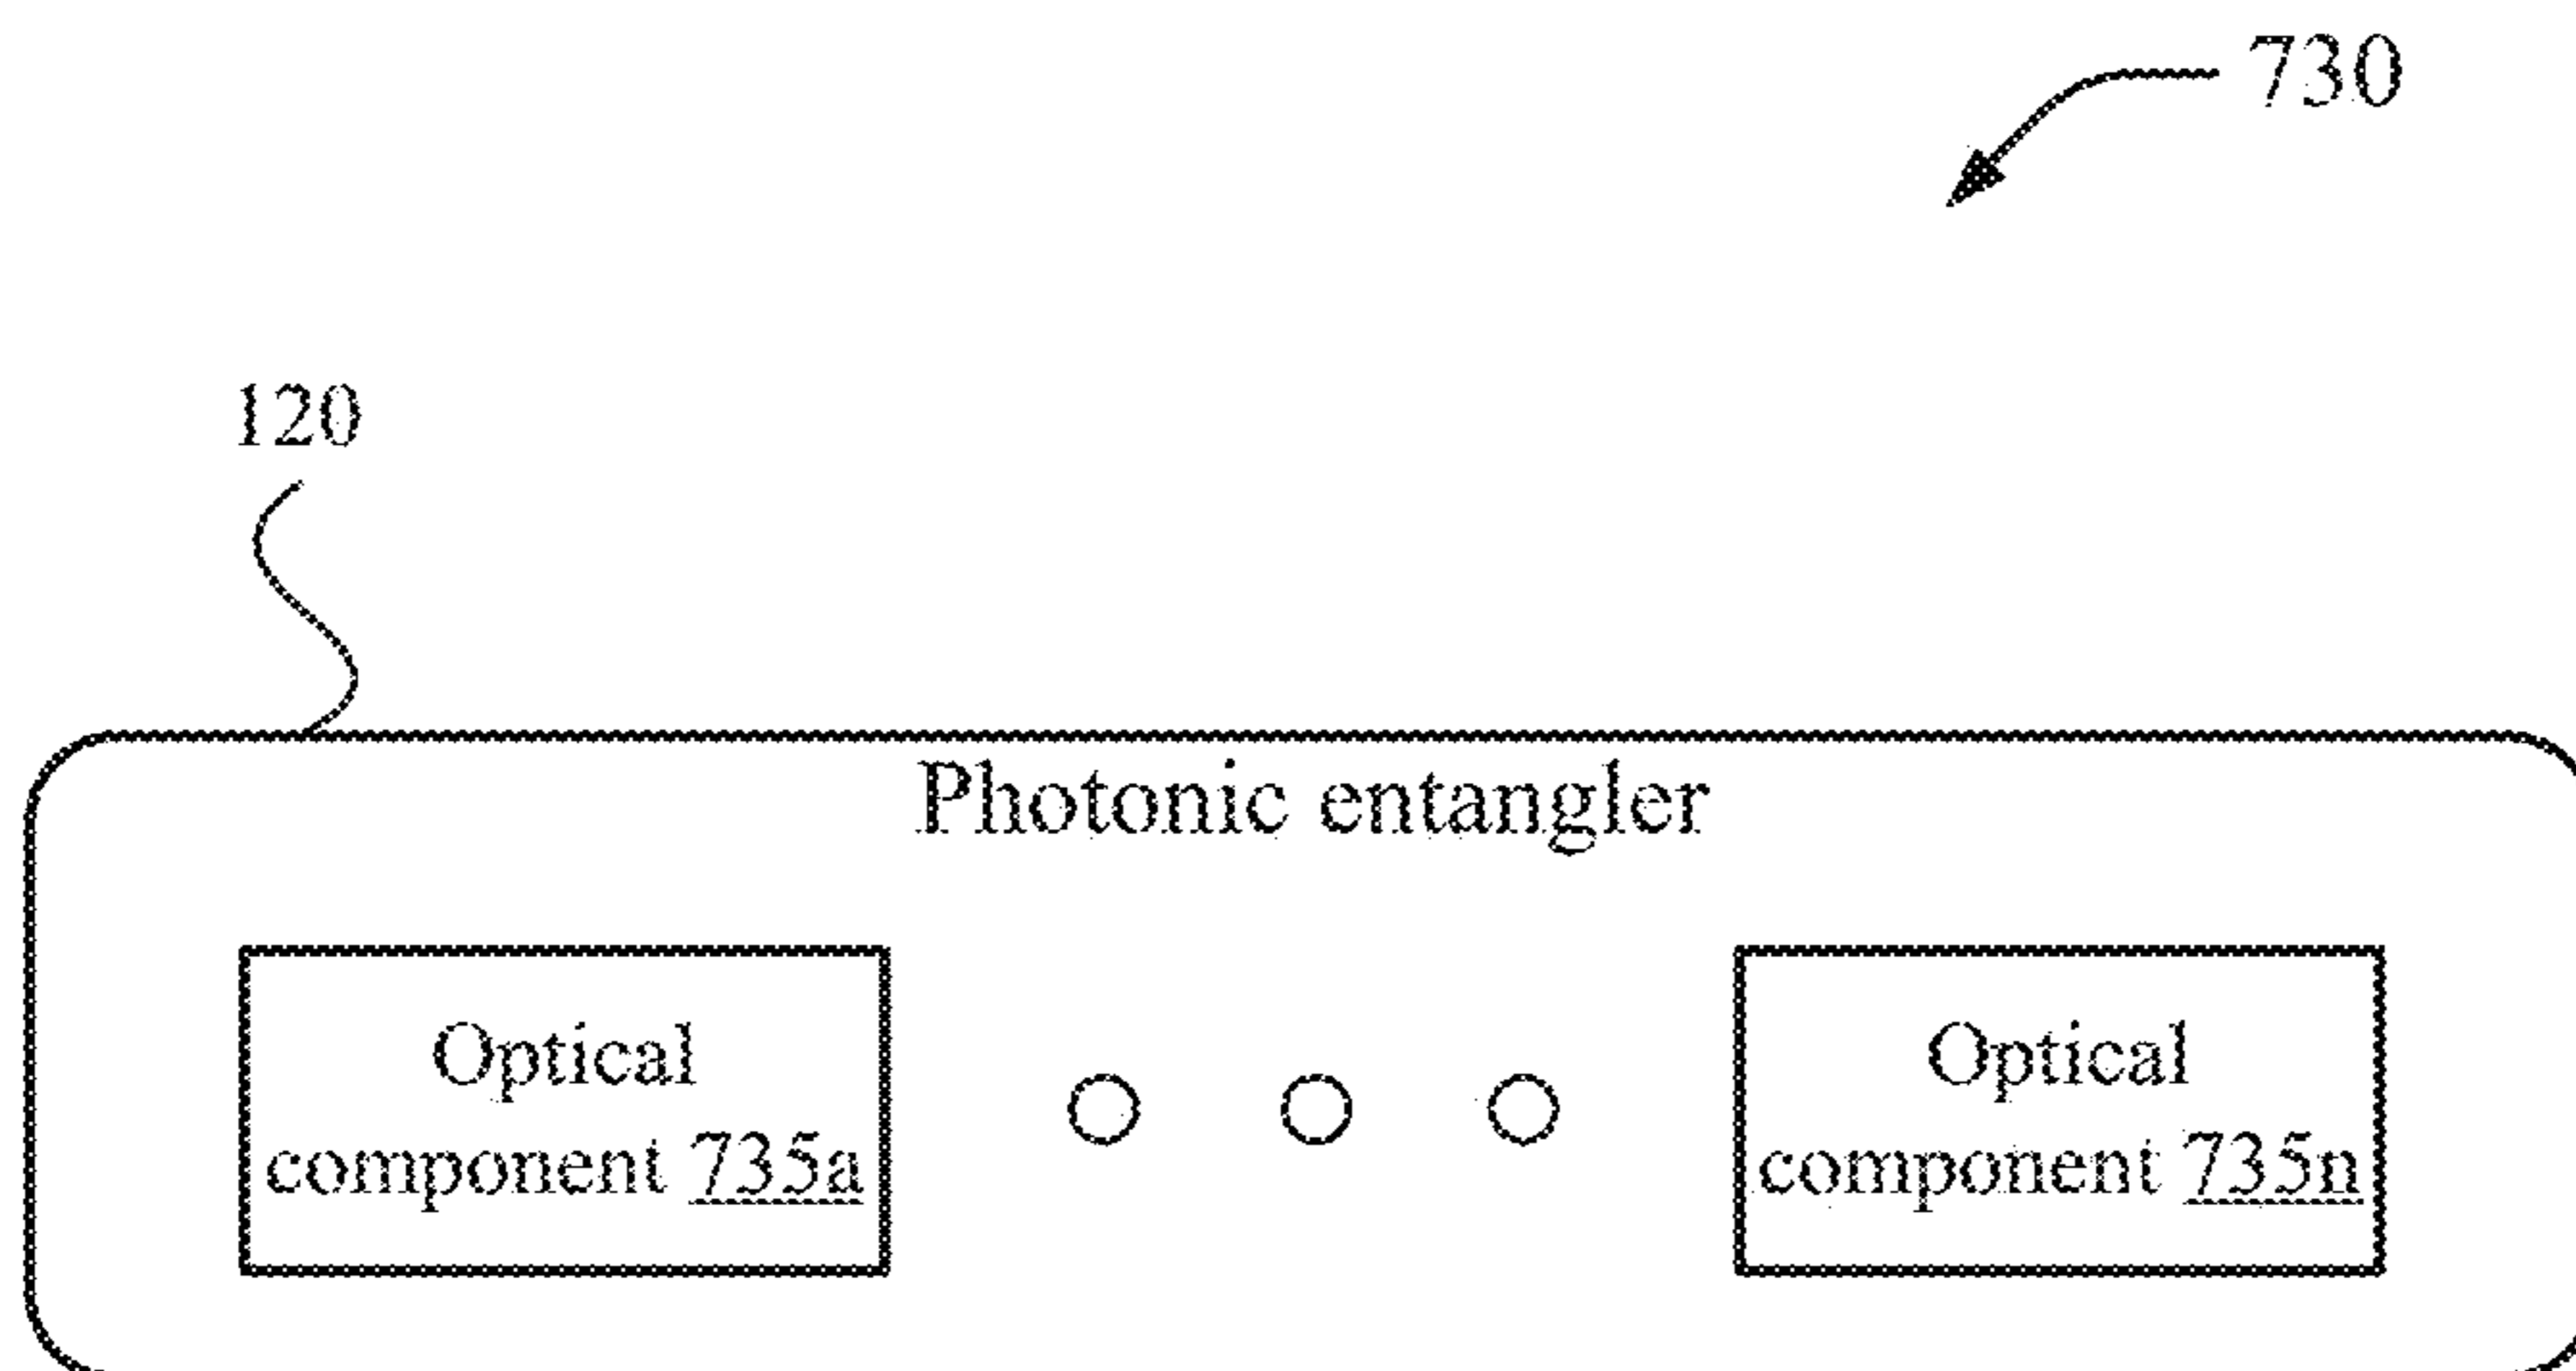 730
120
Photonic entangler
Optical
component 735a
Optical
component 735n